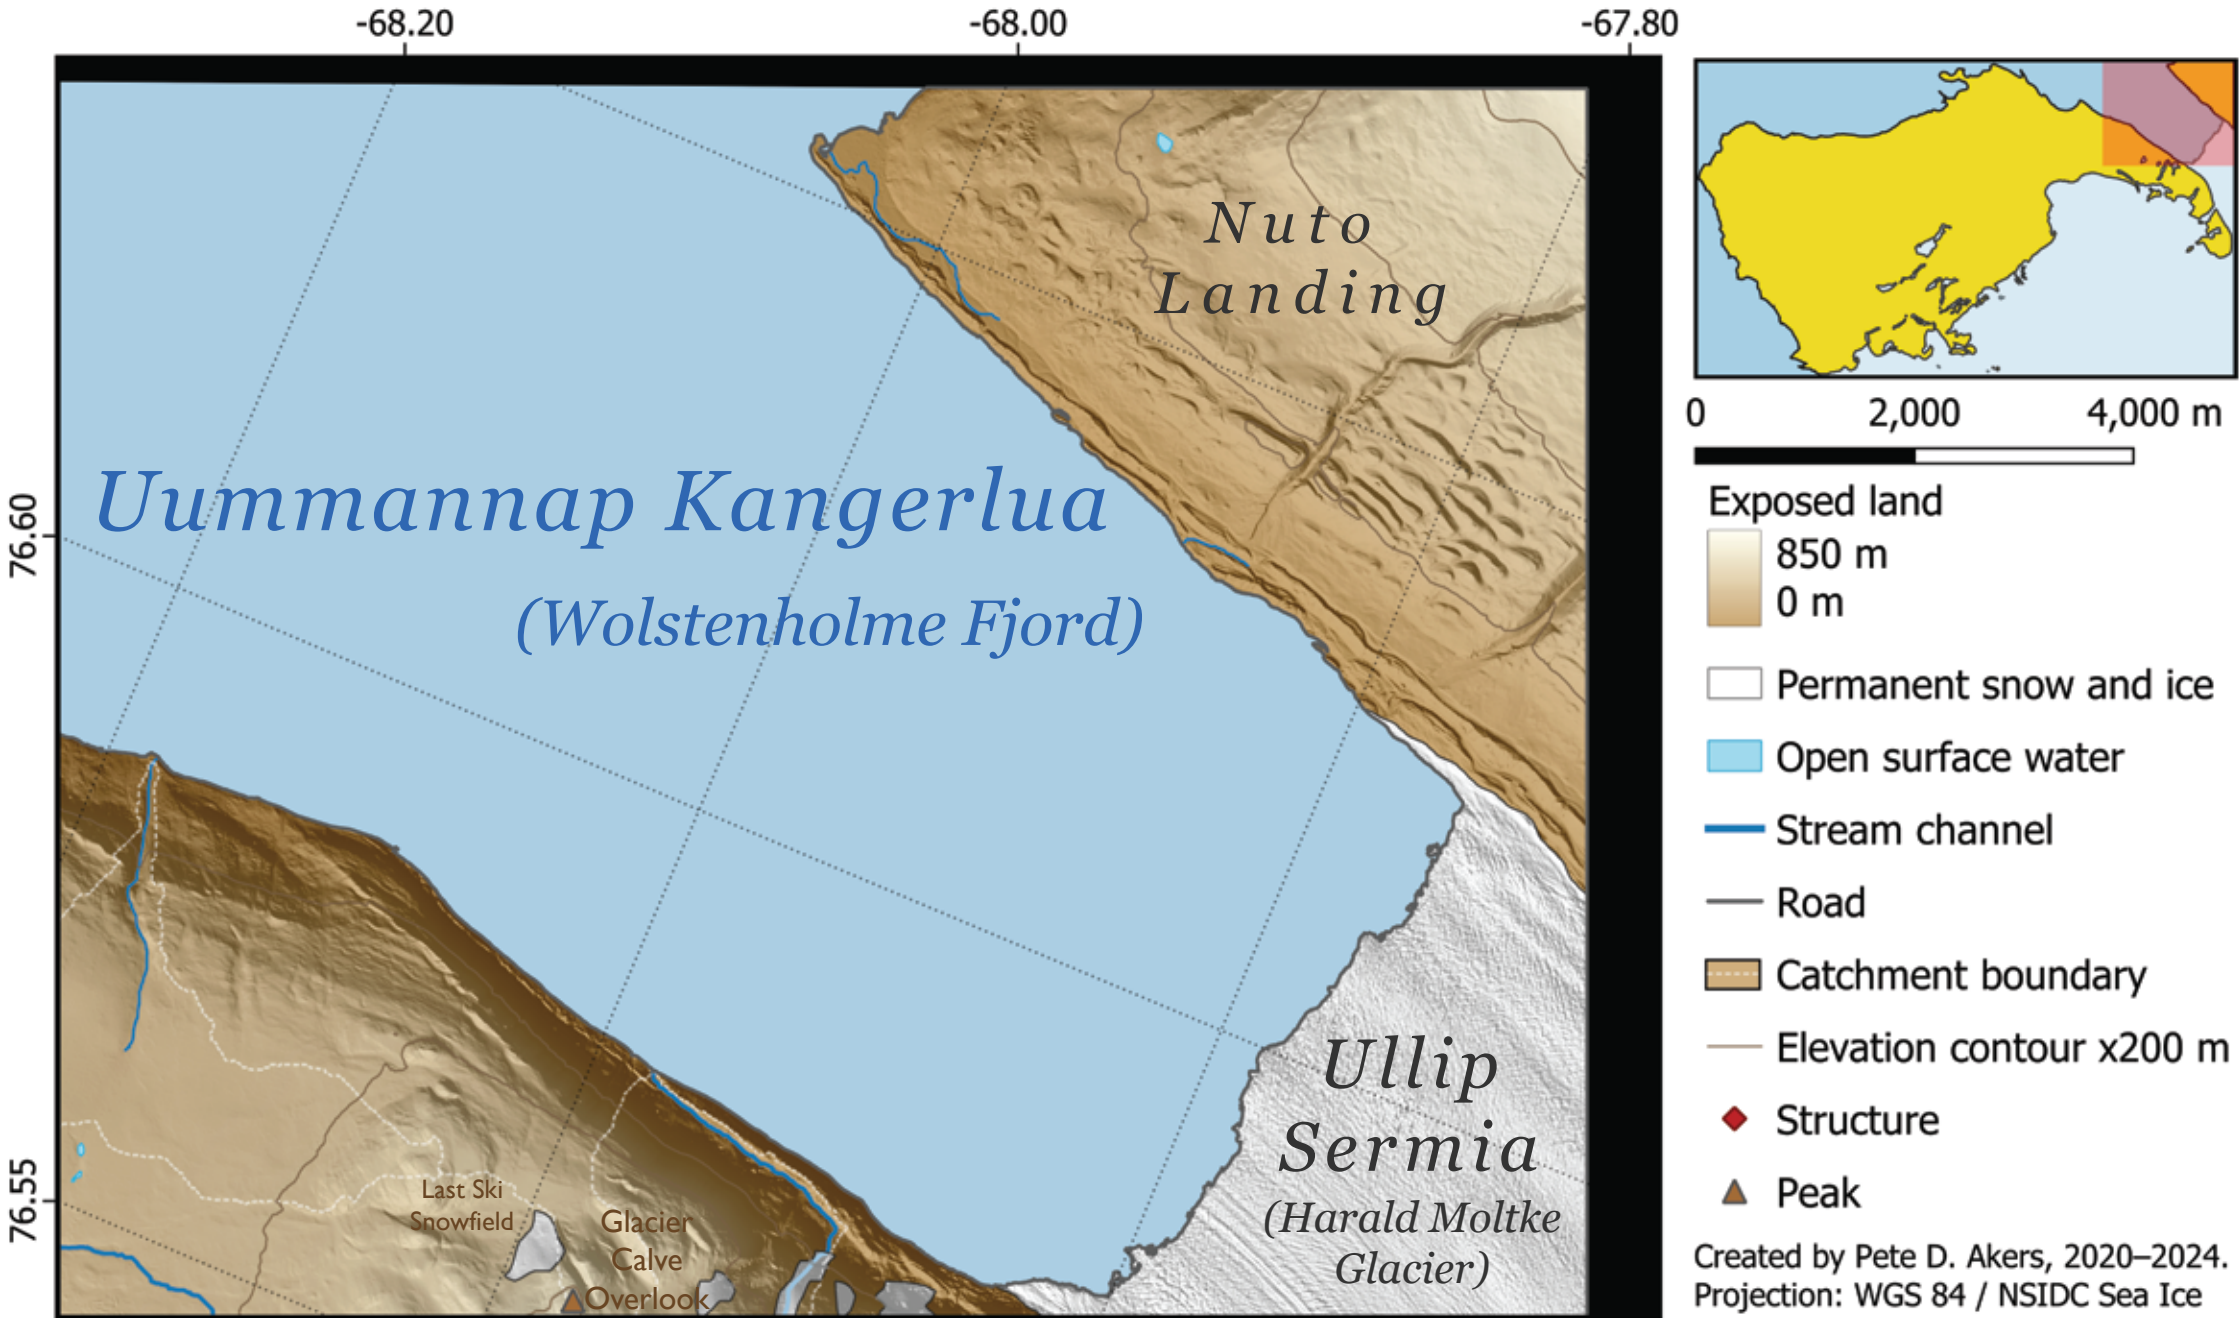 -68.20
-68.00
-67.80
76.60
76.55
Nuto
Landing
Uummannap Kangerlua
(Wolstenholme Fjord)
Ullip
Sermia
(Harald Moltke
Glacier)
Last Ski
Snowfield
Glacier
Calve
Overlook
0 2,000 4,000 m
Exposed land
850 m
0 m
Permanent snow and ice
Open surface water
Stream channel
Road
Catchment boundary
Elevation contour x200 m
Structure
Peak
Created by Pete D. Akers, 2020–2024.
Projection: WGS 84 / NSIDC Sea Ice